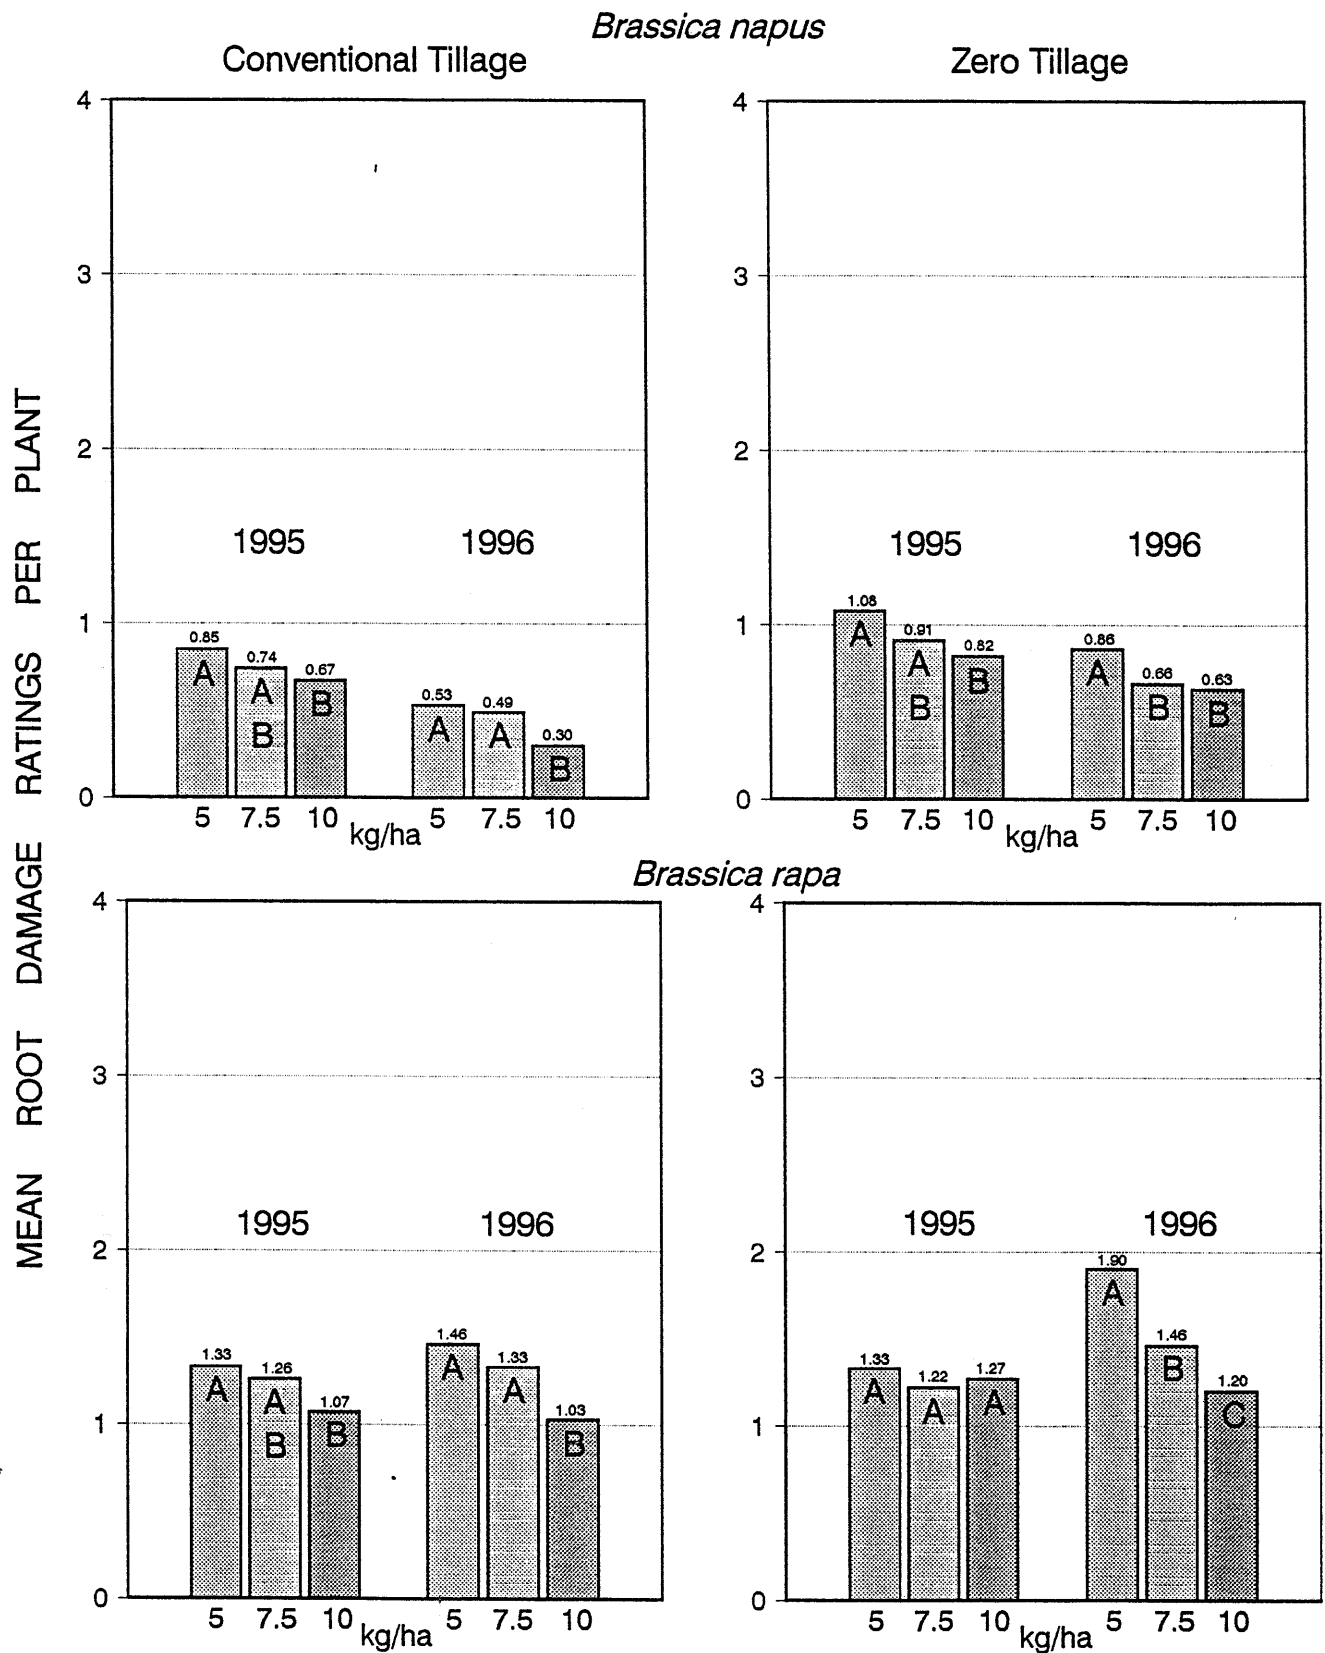 Brassica napus
Conventional Tillage
Zero Tillage
MEAN ROOT DAMAGE RATINGS PER PLANT
4
3
2
1
0
1995
1996
0.85
0.74
0.67
0.53
0.49
0.30
A
A
B
B
A
A
B
5
7.5
10
5
7.5
10
kg/ha
4
3
2
1
0
1995
1996
1.08
0.91
0.82
0.86
0.66
0.63
A
A
B
B
A
B
B
5
7.5
10
5
7.5
10
kg/ha
Brassica rapa
4
3
2
1
0
1995
1996
1.33
1.26
1.07
1.46
1.33
1.03
A
A
B
B
A
A
B
5
7.5
10
5
7.5
10
kg/ha
4
3
2
1
0
1995
1996
1.33
1.22
1.27
1.90
1.46
1.20
A
A
A
A
B
C
5
7.5
10
5
7.5
10
kg/ha